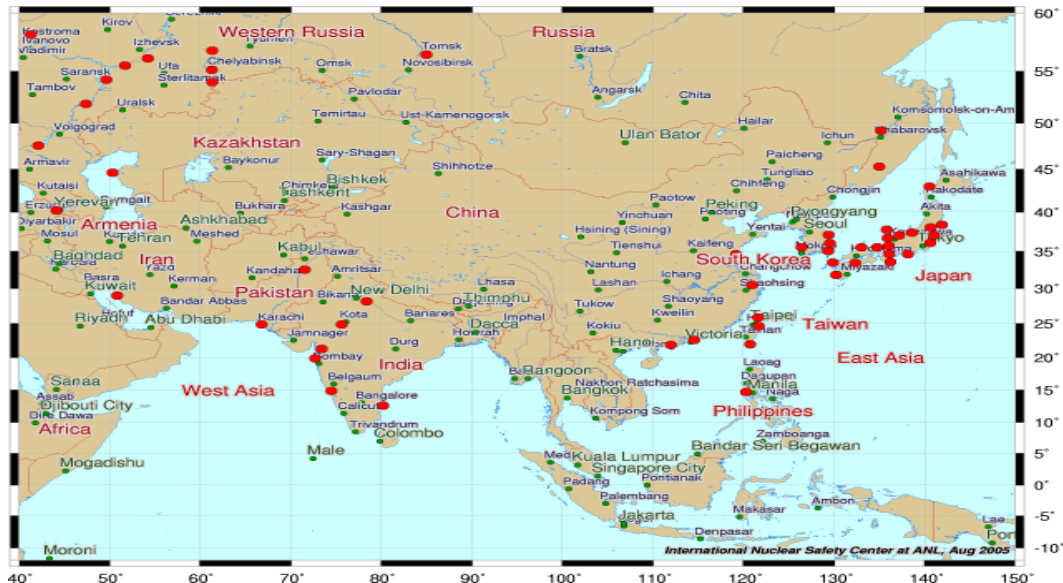 60°
Kirov
Kostroma
Ivanovo
Vladimir
Izhevsk
Western Russia
Russia
Tomsk
Bratsk
Ufa
Chelyabinsk
Omsk
Novosibirsk
Saransk
Sterlitamak
55°
Tambov
Uralsk
Pavlodar
Angarsk
Chita
Temirtau
Ust-Kamenogorsk
Komsomolsk-on-Am
50°
Volgograd
Kazakhstan
Ulan Bator
Hailar
Ichun
Armavir
Baykonur
Sary-Shagan
Shihhotze
Paicheng
Tungliao
45°
Kutaisi
Bishkek
Tashkent
Chihfeng
Asahikawa
Yerevan
Bukhara
Kashgar
China
Paotow
Peking
Chongjin
Hakodate
40°
Diyarbakir
Armenia
Ashkhabad
Yinchuan
Paoting
Pyongyang
Akita
Mosul
Tehran
Meshed
Hsining (Sining)
Yentai
Seoul
Tokyo
35°
Baghdad
Iran
Kabul
Tienshui
Kaifeng
South Korea
Yazd
Kandahar
Amritsar
Nantung
Changchow
Miyazaki
Japan
Basra
Kuwait
Kerman
Pakistan
New Delhi
Lhasa
Lashan
Ichang
Shaohsing
30°
Hofuf
Bandar Abbas
Thimphu
Tukow
Shaoyang
Riyadh
Abu Dhabi
Karachi
Kota
Banares
Imphal
Kweilin
Taipei
25°
Jamnager
Dacca
Howrah
Kokiu
Victoria
Taiwan
Durg
Hanoi
20°
Bombay
India
Laoag
East Asia
West Asia
Belgaum
Rangoon
Nakhon Ratchasima
Dagupan
Manila
15°
Sanaa
Assab
Bangalore
Bangkok
Naga
Djibouti City
Calicut
Kompong Som
Philippines
Dire Dawa
10°
Africa
Trivandrum
Colombo
Zamboanga
Male
Bandar Seri Begawan
5°
Mogadishu
Kuala Lumpur
Singapore City
Pontianak
0°
Padang
Palembang
Makasar
Ambon
-5°
Jakarta
Lae
Denpasar
Moroni
International Nuclear Safety Center at ANL, Aug 2005
-10°
40° 50° 60° 70° 80° 90° 100° 110° 120° 130° 140° 150°